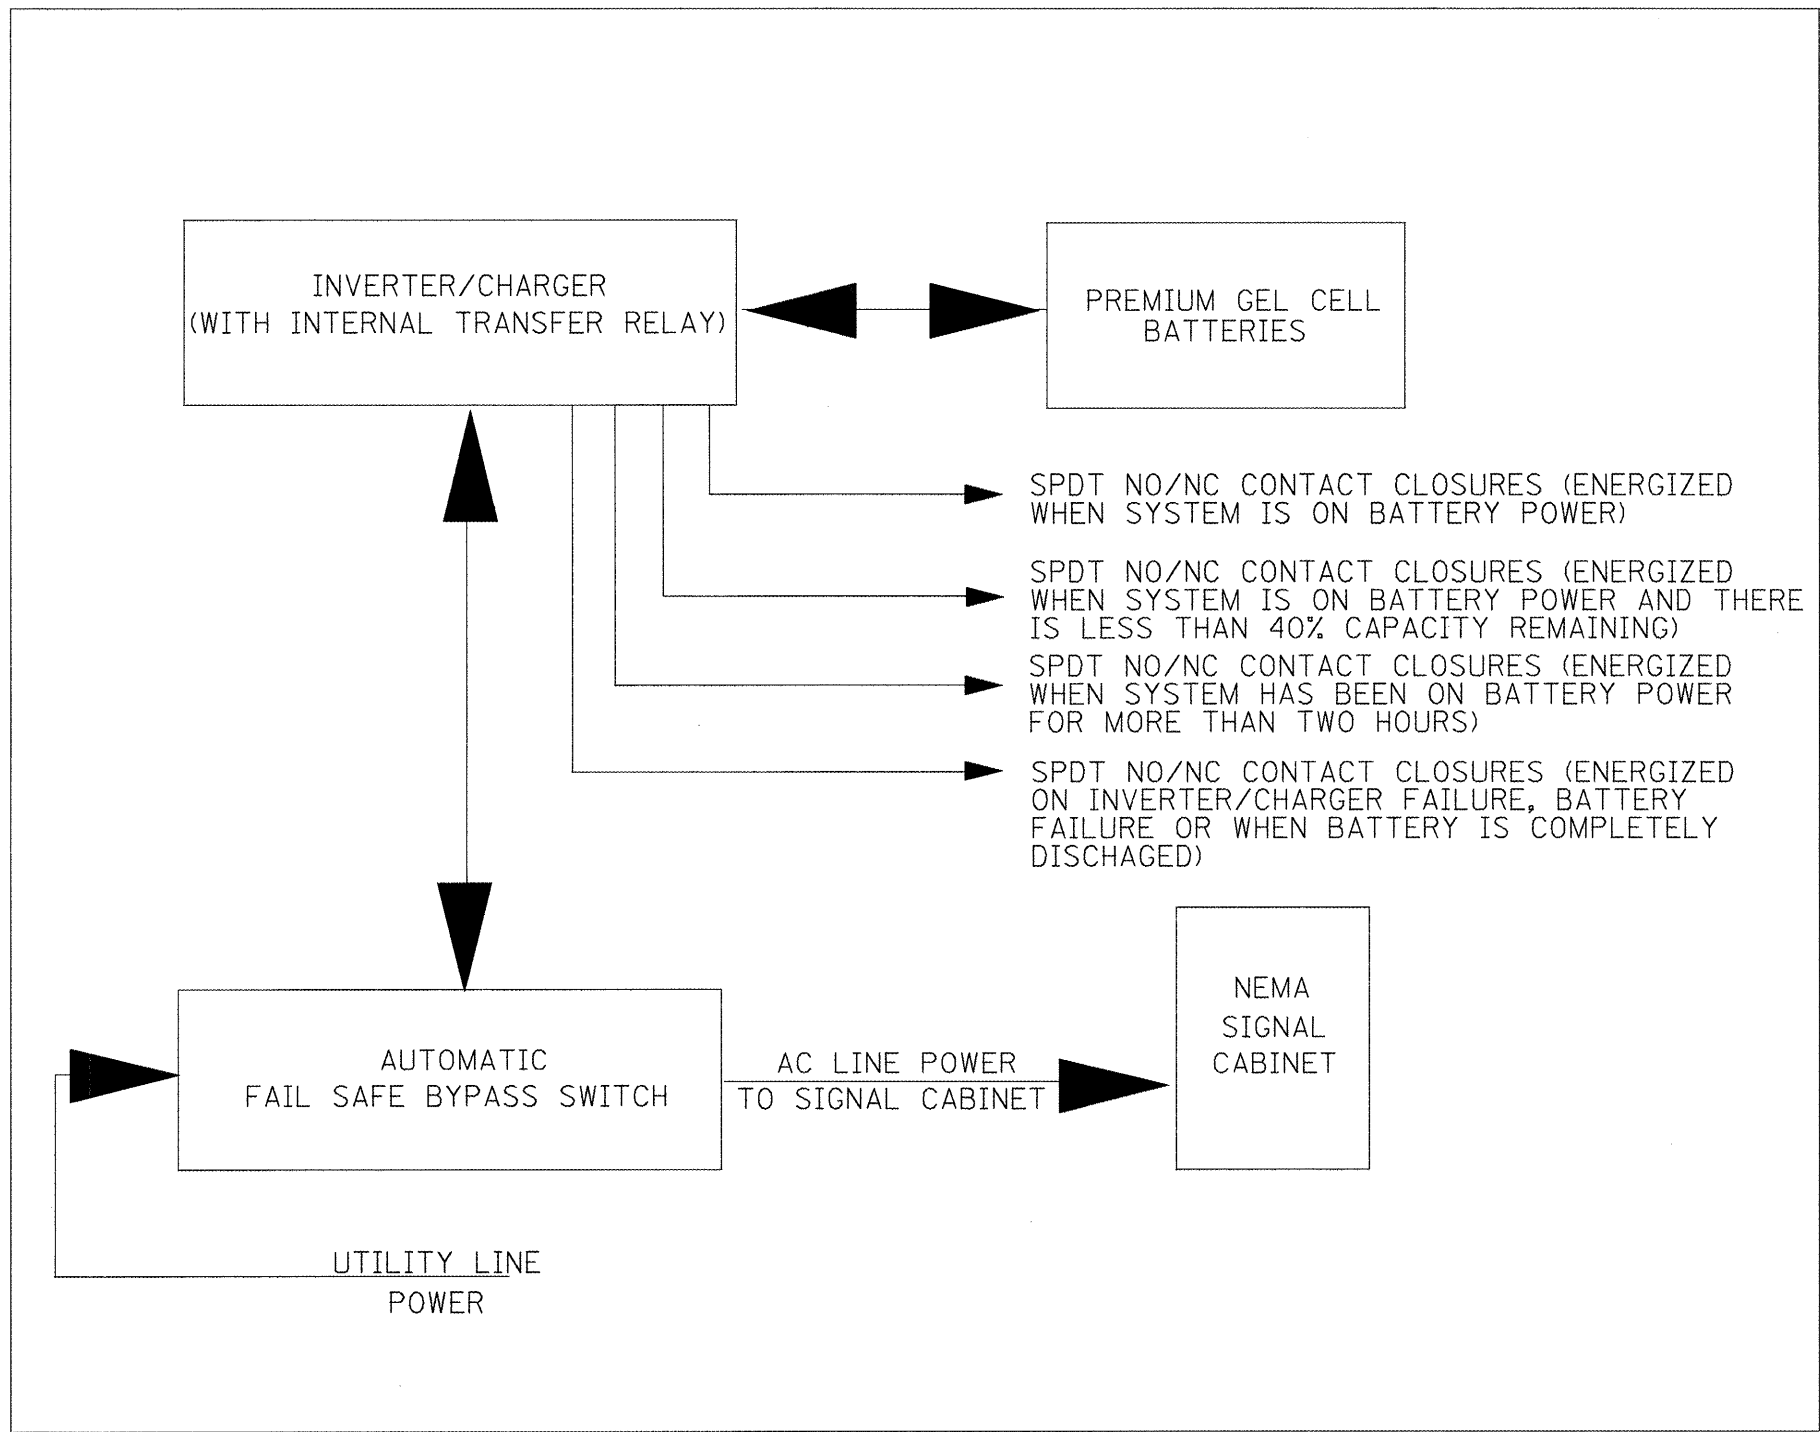 INVERTER/CHARGER
(WITH INTERNAL TRANSFER RELAY)
PREMIUM GEL CELL
BATTERIES
SPDT NO/NC CONTACT CLOSURES (ENERGIZED
WHEN SYSTEM IS ON BATTERY POWER)
SPDT NO/NC CONTACT CLOSURES (ENERGIZED
WHEN SYSTEM IS ON BATTERY POWER AND THERE
IS LESS THAN 40% CAPACITY REMAINING)
SPDT NO/NC CONTACT CLOSURES (ENERGIZED
WHEN SYSTEM HAS BEEN ON BATTERY POWER
FOR MORE THAN TWO HOURS)
SPDT NO/NC CONTACT CLOSURES (ENERGIZED
ON INVERTER/CHARGER FAILURE, BATTERY
FAILURE OR WHEN BATTERY IS COMPLETELY
DISCHAGED)
AUTOMATIC
FAIL SAFE BYPASS SWITCH
AC LINE POWER
TO SIGNAL CABINET
NEMA
SIGNAL
CABINET
UTILITY LINE
POWER